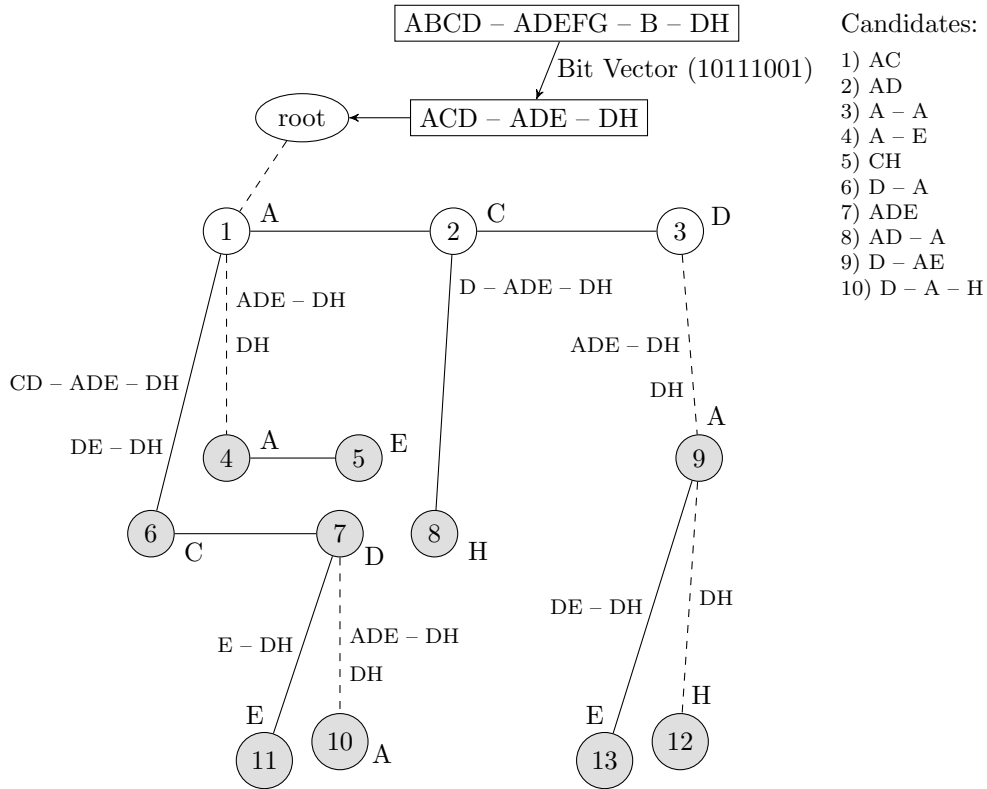 ABCD – ADEFG – B – DH
Bit Vector (10111001)
root
ACD – ADE – DH
Candidates:
1) AC
2) AD
3) A – A
4) A – E
5) CH
6) D – A
7) ADE
8) AD – A
9) D – AE
10) D – A – H
1
A
2
C
3
D
ADE – DH
DH
D – ADE – DH
ADE – DH
DH
CD – ADE – DH
DE – DH
4
A
5
E
9
A
6
C
7
D
8
H
E – DH
ADE – DH
DH
DE – DH
DH
11
E
10
A
13
E
12
H